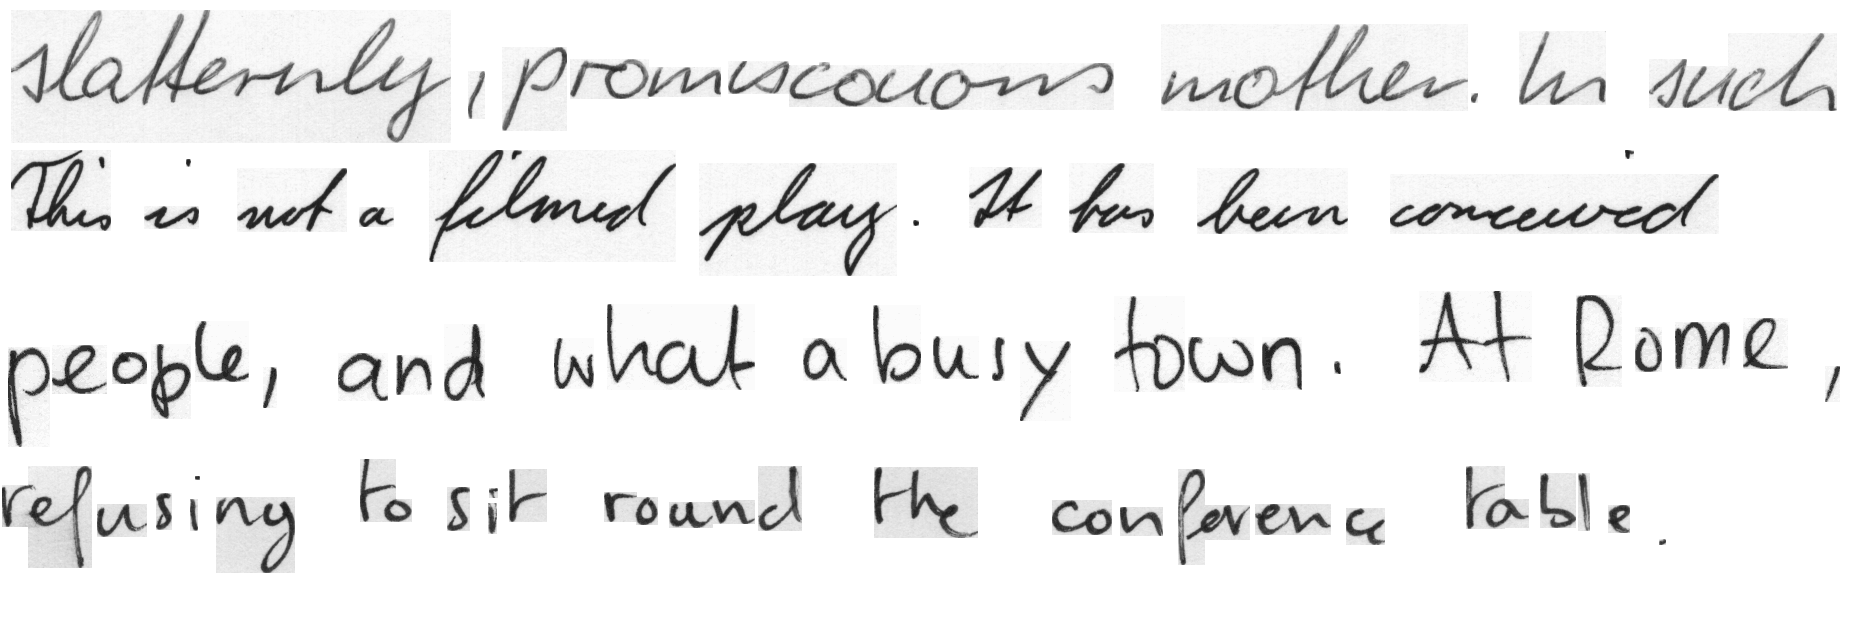 slatternly, promiscouous mother. In such
This is not a filmed play. It has been conceived
people, and what a busy town. At Rome,
refusing to sit round the conference table.